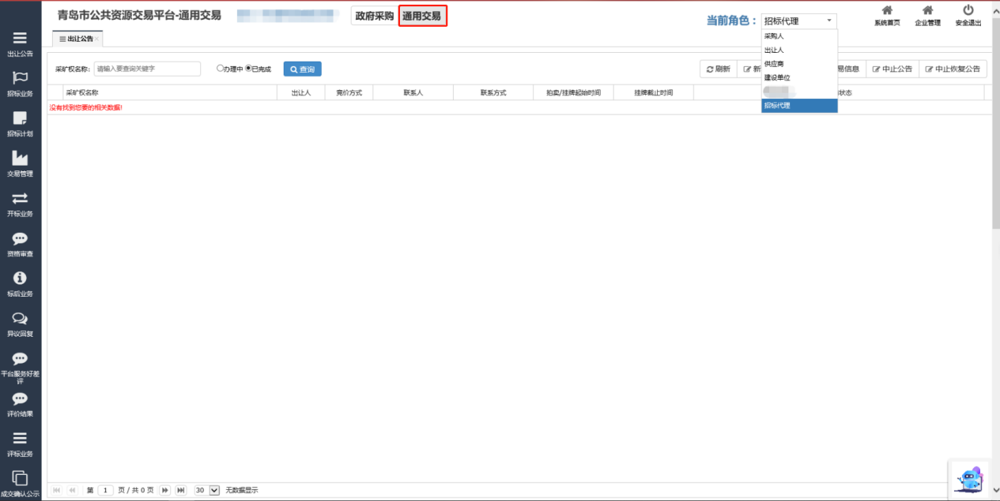 青岛市公共资源交易平台-通用交易
政府采购
通用交易
当前角色：
招标代理
系统首页
企业管理
安全退出
采购人
出让人
供应商
建设单位
招标代理
出让公告
采矿权名称:
请输入要查询关键字
办理中
已完成
查询
刷新
新
易信息
中止公告
中止恢复公告
采矿权名称
出让人
竞价方式
联系人
联系方式
拍卖/挂牌起始时间
挂牌截止时间
状态
没有找到您要的相关数据!
出让公告
招标业务
招标计划
交易管理
开标业务
资格审查
标后业务
异议回复
平台服务好差
评
评价结果
评标业务
成交确认公示
第 1 页 / 共 0 页
30
无数据显示